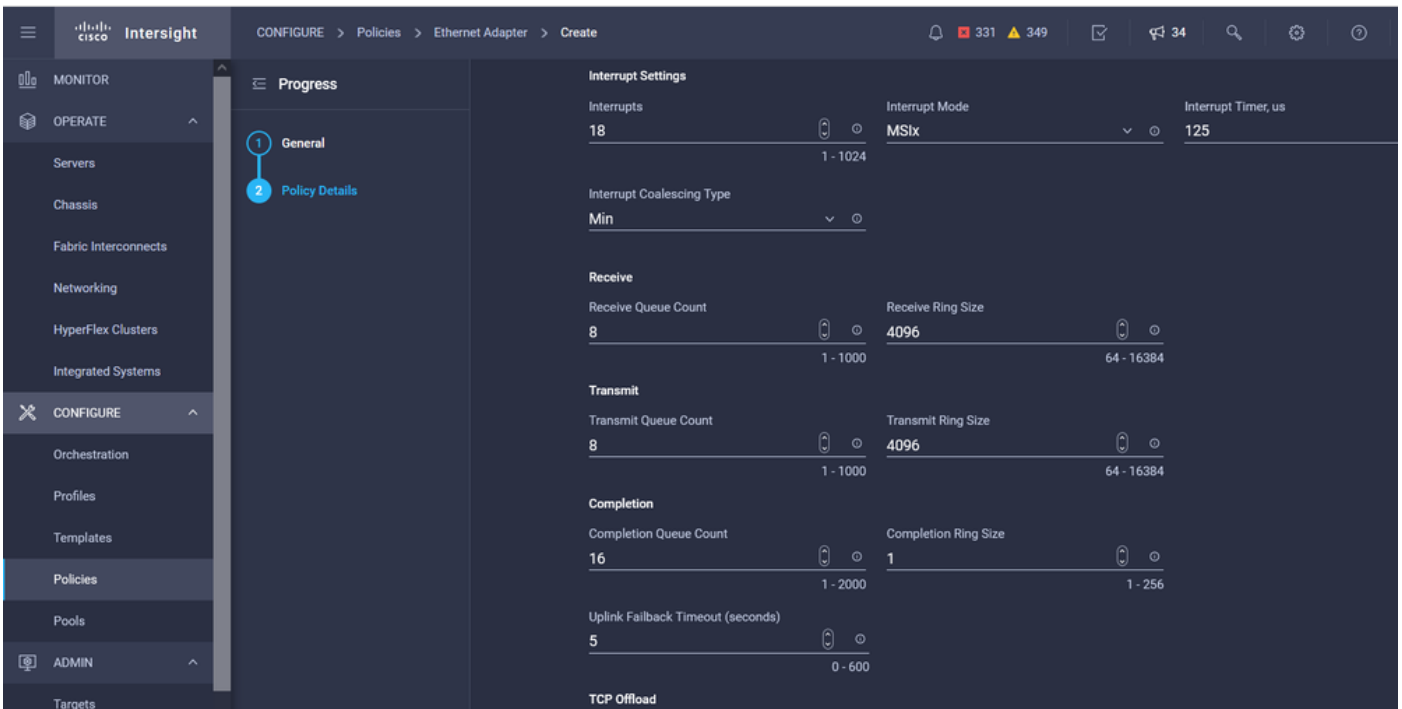 CISCO Intersight
CONFIGURE > Policies > Ethernet Adapter > Create
331 349 34
MONITOR
OPERATE
Servers
Chassis
Fabric Interconnects
Networking
HyperFlex Clusters
Integrated Systems
CONFIGURE
Orchestration
Profiles
Templates
Policies
Pools
ADMIN
Targets
Progress
1 General
2 Policy Details
Interrupt Settings
Interrupts Interrupt Mode Interrupt Timer, us
18 MSIx 125
1 - 1024
Interrupt Coalescing Type
Min
Receive
Receive Queue Count Receive Ring Size
8 4096
1 - 1000 64 - 16384
Transmit
Transmit Queue Count Transmit Ring Size
8 4096
1 - 1000 64 - 16384
Completion
Completion Queue Count Completion Ring Size
16 1
1 - 2000 1 - 256
Uplink Failback Timeout (seconds)
5
0 - 600
TCP Offload